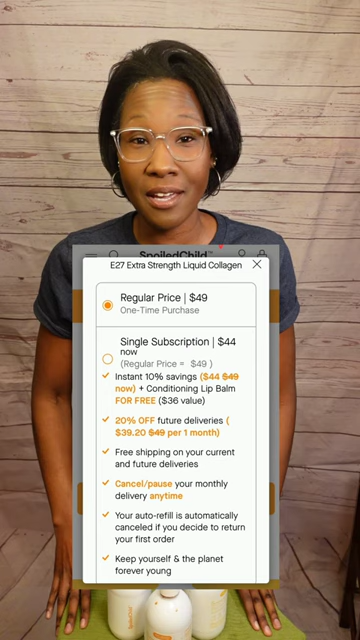 SpoiledChild™
E27 Extra Strength Liquid Collagen
Regular Price | $49
One-Time Purchase
Single Subscription | $44
now
(Regular Price = $49 )
Instant 10% savings ($44 $49
now) + Conditioning Lip Balm
FOR FREE ($36 value)
20% OFF future deliveries (
$39.20 $49 per 1 month)
Free shipping on your current
and future deliveries
Cancel/pause your monthly
delivery anytime
Your auto-refill is automatically
canceled if you decide to return
your first order
Keep yourself & the planet
forever young